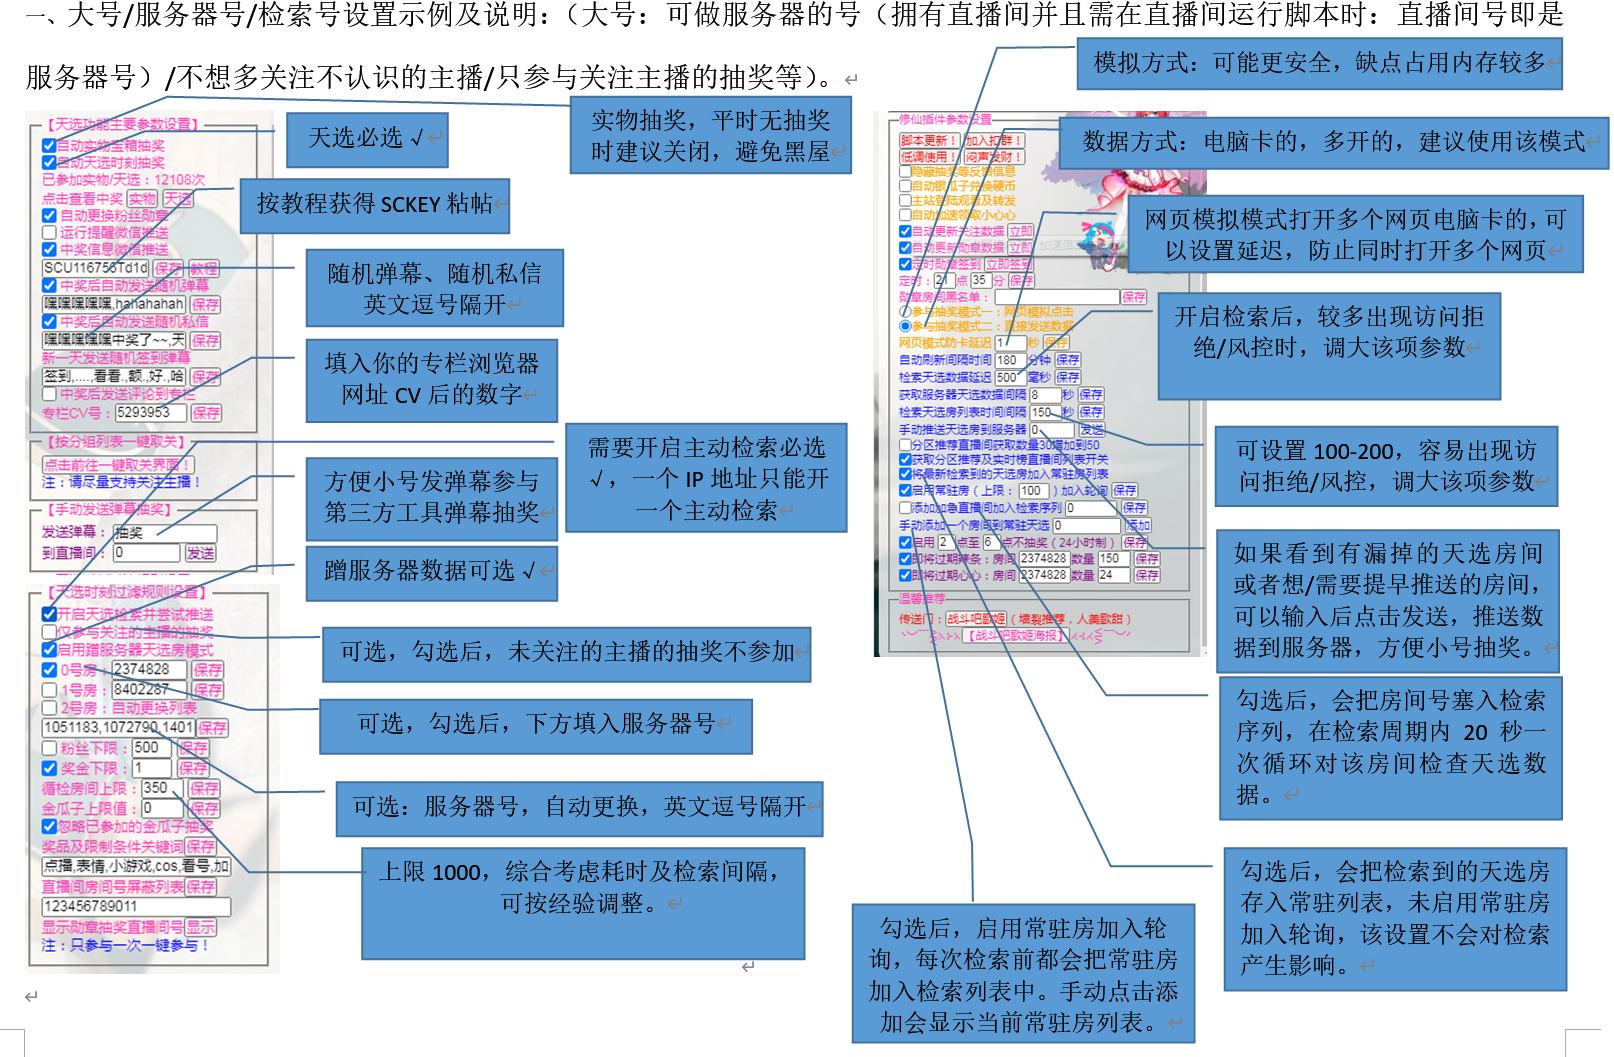 一、大号/服务器号/检索号设置示例及说明：（大号：可做服务器的号（拥有直播间并且需在直播间运行脚本时：直播间号即是
服务器号）/不想多关注不认识的主播/只参与关注主播的抽奖等）。
【天选功能主要参数设置】
自动实物宝箱抽奖
自动天选时刻抽奖
已参加实物/天选：12108次
点击查看中奖 实物 天选
自动更换粉丝勋章
运行提醒微信推送
中奖信息微信推送
SCU116756Td1d 保存 教程
中奖后自动发送随机弹幕
嘿嘿嘿嘿嘿,hahahahah 保存
中奖后自动发送随机私信
嘿嘿嘿嘿嘿中奖了~~,天 保存
新一天发送随机签到弹幕
签到,....,看看.,额.,好.,哈 保存
中奖后发送评论到专栏
专栏CV号：5293953 保存
【按分组列表一键取关】
点击前往一键取关界面！
注：请尽量支持关注主播！
【手动发送弹幕抽奖】
发送弹幕：抽奖
到直播间：0 发送
【天选时刻过滤规则设置】
开启天选检索并尝试推送
仅参与关注的主播的抽奖
启用蹭服务器天选房模式
0号房：2374828 保存
1号房：8402287 保存
2号房：自动更换列表
1051183,1072790,1401 保存
粉丝下限：500 保存
奖金下限：1 保存
循检房间上限：350 保存
金瓜子上限值：0 保存
忽略已参加的金瓜子抽奖
奖品及限制条件关键词 保存
点播,表情,小游戏,cos,看号,加
直播间房间号屏蔽列表 保存
123456789011
显示勋章抽奖直播间号 显示
注：只参与一次一键参与！
天选必选√
实物抽奖，平时无抽奖
时建议关闭，避免黑屋
按教程获得 SCKEY 粘帖
随机弹幕、随机私信
英文逗号隔开
填入你的专栏浏览器
网址 CV 后的数字
方便小号发弹幕参与
第三方工具弹幕抽奖
需要开启主动检索必选
√，一个 IP 地址只能开
一个主动检索
蹭服务器数据可选√
可选，勾选后，未关注的主播的抽奖不参加
可选，勾选后，下方填入服务器号
可选：服务器号，自动更换，英文逗号隔开
上限 1000，综合考虑耗时及检索间隔，
可按经验调整。
修仙插件参数设置
脚本更新！ 加入扣群！
低调使用！ 闷声发财！
隐藏抽奖等反馈信息
自动银瓜子兑换硬币
主站登陆观看及转发
自动加速领取小心心
自动更新关注数据 立即
自动更新勋章数据 立即
定时勋章签到 立即签到
定时：21 点 35 分 保存
勋章房间黑名单： 保存
参与抽奖模式一：网页模拟点击
参与抽奖模式二：直接发送数据
网页模式防卡延迟 1 秒 保存
自动刷新间隔时间 180 分钟 保存
检索天选数据延迟 500 毫秒 保存
获取服务器天选数据间隔 8 秒 保存
检索天选房列表时间间隔 150 秒 保存
手动推送天选房到服务器 0 发送
分区推荐直播间获取数量30增加到50
获取分区推荐及实时榜直播间列表开关
将最新检索到的天选房加入常驻房列表
启用常驻房（上限：100）加入轮询 保存
添加加急直播间加入检索序列 0 保存
手动添加一个房间到常驻天选 0 添加
启用 2 点至 6 点不抽奖（24小时制） 保存
即将过期辣条：房间 2374828 数量 150 保存
即将过期心心：房间 2374828 数量 24 保存
温馨推荐
传送门：战斗吧歌姬（墙裂推荐，人美歌甜）
【战斗吧歌姬海报】
模拟方式：可能更安全，缺点占用内存较多
数据方式：电脑卡的，多开的，建议使用该模式
网页模拟模式打开多个网页电脑卡的，可
以设置延迟，防止同时打开多个网页
开启检索后，较多出现访问拒
绝/风控时，调大该项参数
可设置 100-200，容易出现访
问拒绝/风控，调大该项参数
如果看到有漏掉的天选房间
或者想/需要提早推送的房间，
可以输入后点击发送，推送数
据到服务器，方便小号抽奖。
勾选后，会把房间号塞入检索
序列，在检索周期内 20 秒一
次循环对该房间检查天选数
据。
勾选后，会把检索到的天选房
存入常驻列表，未启用常驻房
加入轮询，该设置不会对检索
产生影响。
勾选后，启用常驻房加入轮
询，每次检索前都会把常驻房
加入检索列表中。手动点击添
加会显示当前常驻房列表。